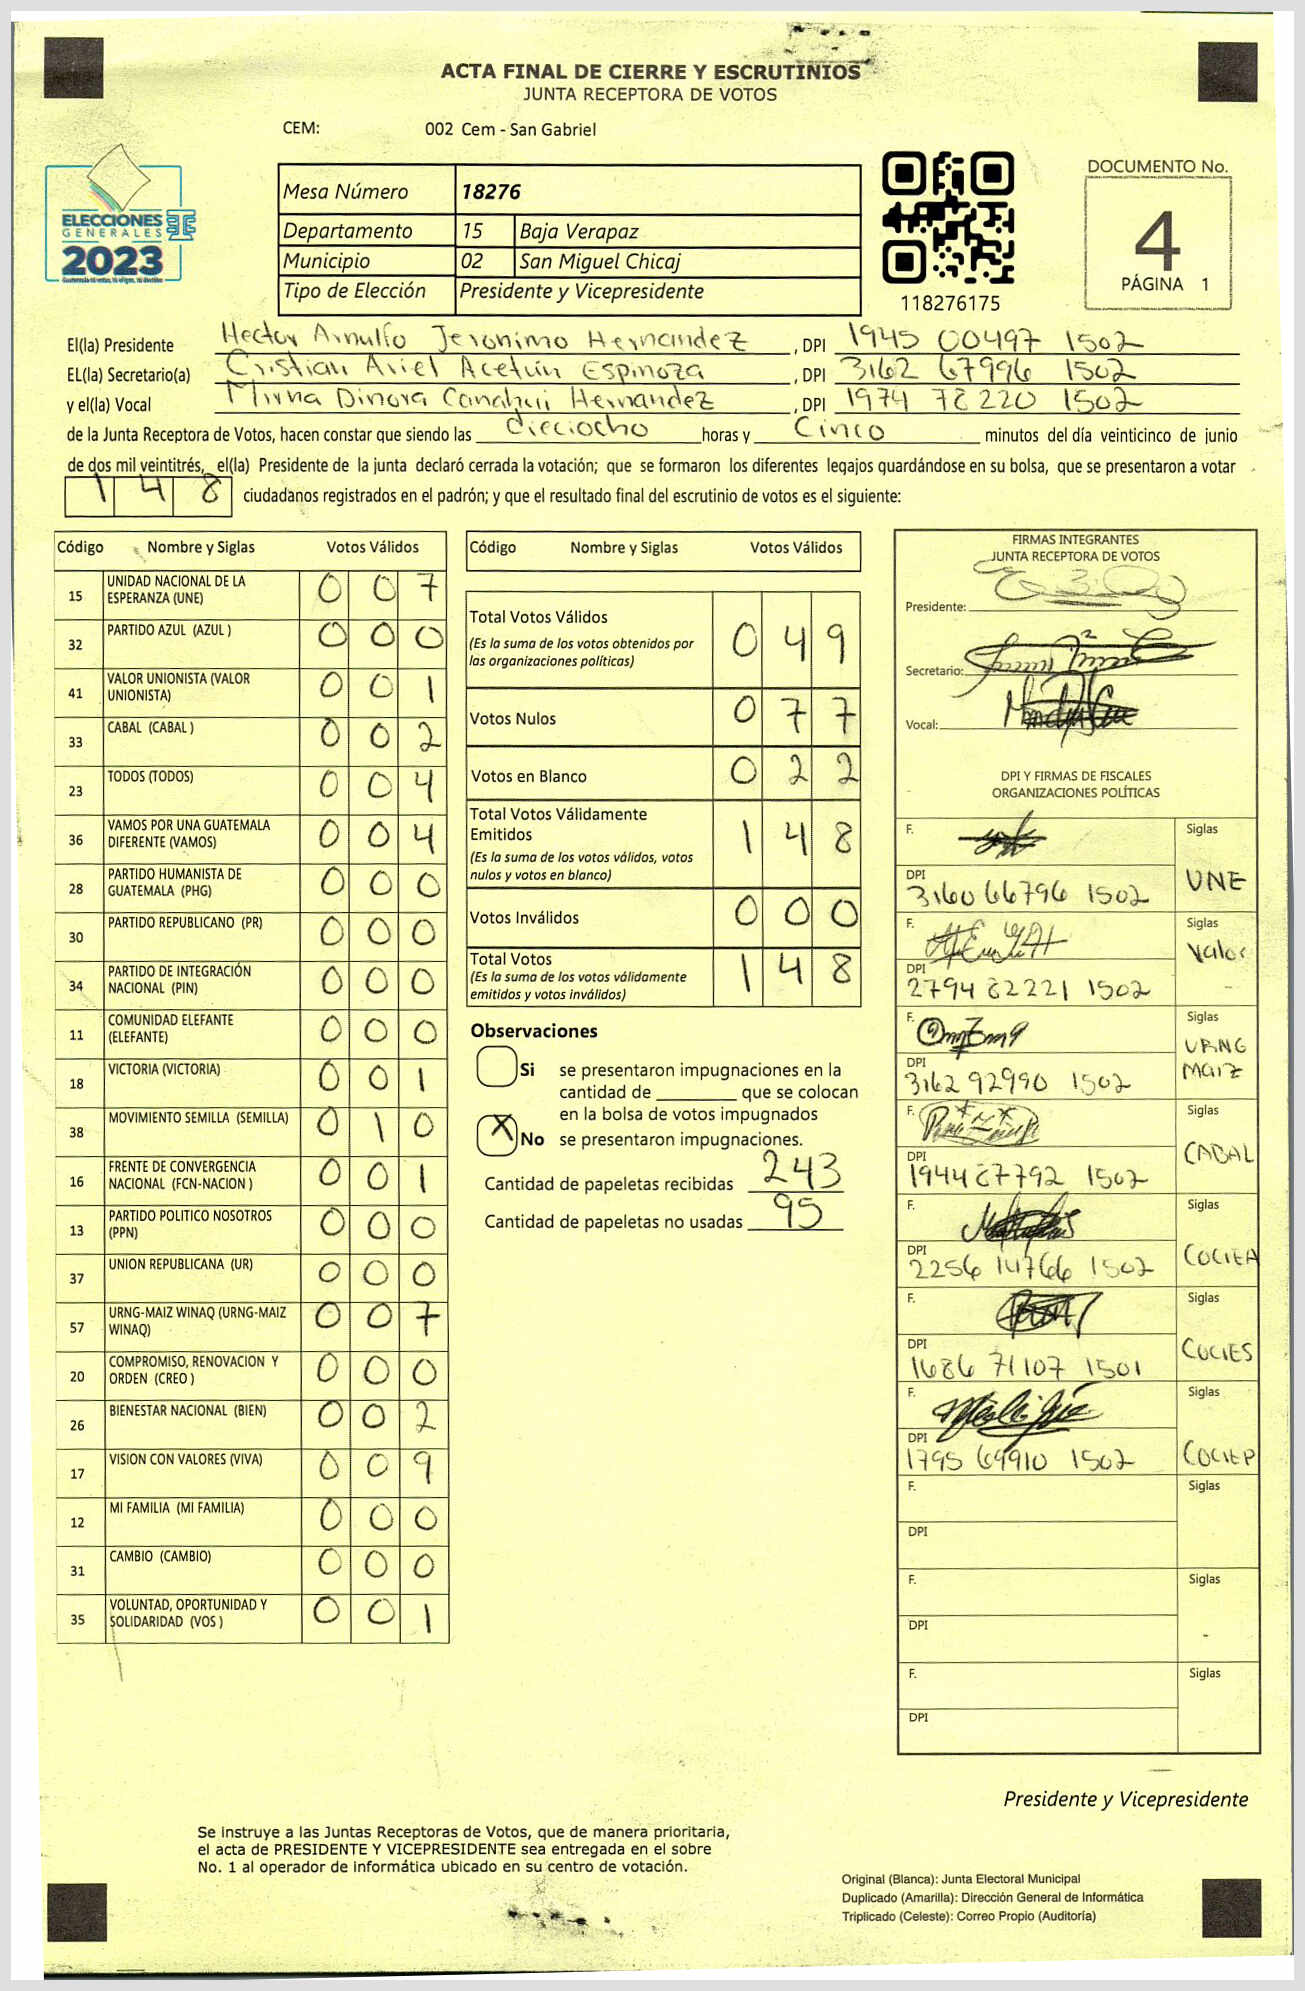 ACTA FINAL DE CIERRE Y ESCRUTINIOS
JUNTA RECEPTORA DE VOTOS
CEM: 002 Cem - San Gabriel
ELECCIONES
GENERALES
2023
Mesa Número 18276
Departamento 15 Baja Verapaz
Municipio 02 San Miguel Chicaj
Tipo de Elección Presidente y Vicepresidente
118276175
DOCUMENTO No.
4
PÁGINA 1
El(la) Presidente Hector Arnulfo Jeronimo Hernandez, DPI 1945 00497 1502
EL(la) Secretario(a) Cristian Ariel Acetún Espinoza, DPI 3162 67996 1502
y el(la) Vocal Mirna Dinora Canahui Hernandez, DPI 1974 78220 1502
de la Junta Receptora de Votos, hacen constar que siendo las dieciocho horas y Cinco minutos del día veinticinco de junio
de dos mil veintitrés, el(la) Presidente de la junta declaró cerrada la votación; que se formaron los diferentes legajos guardándose en su bolsa, que se presentaron a votar
148 ciudadanos registrados en el padrón; y que el resultado final del escrutinio de votos es el siguiente:
Código Nombre y Siglas Votos Válidos
15 UNIDAD NACIONAL DE LA ESPERANZA (UNE) 0 0 7
32 PARTIDO AZUL (AZUL ) 0 0 0
41 VALOR UNIONISTA (VALOR UNIONISTA) 0 0 1
33 CABAL (CABAL ) 0 0 2
23 TODOS (TODOS) 0 0 4
36 VAMOS POR UNA GUATEMALA DIFERENTE (VAMOS) 0 0 4
28 PARTIDO HUMANISTA DE GUATEMALA (PHG) 0 0 0
30 PARTIDO REPUBLICANO (PR) 0 0 0
34 PARTIDO DE INTEGRACIÓN NACIONAL (PIN) 0 0 0
11 COMUNIDAD ELEFANTE (ELEFANTE) 0 0 0
18 VICTORIA (VICTORIA) 0 0 1
38 MOVIMIENTO SEMILLA (SEMILLA) 0 1 0
16 FRENTE DE CONVERGENCIA NACIONAL (FCN-NACION ) 0 0 1
13 PARTIDO POLITICO NOSOTROS (PPN) 0 0 0
37 UNION REPUBLICANA (UR) 0 0 0
57 URNG-MAIZ WINAQ (URNG-MAIZ WINAQ) 0 0 7
20 COMPROMISO, RENOVACION Y ORDEN (CREO ) 0 0 0
26 BIENESTAR NACIONAL (BIEN) 0 0 2
17 VISION CON VALORES (VIVA) 0 0 9
12 MI FAMILIA (MI FAMILIA) 0 0 0
31 CAMBIO (CAMBIO) 0 0 0
35 VOLUNTAD, OPORTUNIDAD Y SOLIDARIDAD (VOS ) 0 0 1
Código Nombre y Siglas Votos Válidos
Total Votos Válidos 0 4 9
(Es la suma de los votos obtenidos por
las organizaciones políticas)
Votos Nulos 0 7 7
Votos en Blanco 0 2 2
Total Votos Válidamente
Emitidos 1 4 8
(Es la suma de los votos válidos, votos
nulos y votos en blanco)
Votos Inválidos 0 0 0
Total Votos 1 4 8
(Es la suma de los votos válidamente
emitidos y votos inválidos)
Observaciones
Si se presentaron impugnaciones en la
cantidad de ________ que se colocan
en la bolsa de votos impugnados
X No se presentaron impugnaciones.
Cantidad de papeletas recibidas 243
Cantidad de papeletas no usadas 95
FIRMAS INTEGRANTES
JUNTA RECEPTORA DE VOTOS
Presidente:
Secretario:
Vocal:
DPI Y FIRMAS DE FISCALES
ORGANIZACIONES POLÍTICAS
F. Siglas
DPI 3160 66796 1502 UNE
F. Siglas
DPI 2794 82221 1502 Valor
F. Siglas
DPI 3162 92990 1502 URNG MAIZ
F. Siglas
DPI 1944 87792 1502 CABAL
F. Siglas
DPI 2256 14766 1502 COCIEA
F. Siglas
DPI 1686 71107 1501 COCIES
F. Siglas
DPI 1795 69910 1502 COCIEP
F. Siglas
DPI
F. Siglas
DPI
F. Siglas
DPI
Presidente y Vicepresidente
Se instruye a las Juntas Receptoras de Votos, que de manera prioritaria,
el acta de PRESIDENTE Y VICEPRESIDENTE sea entregada en el sobre
No. 1 al operador de informática ubicado en su centro de votación.
Original (Blanca): Junta Electoral Municipal
Duplicado (Amarilla): Dirección General de Informática
Triplicado (Celeste): Correo Propio (Auditoría)